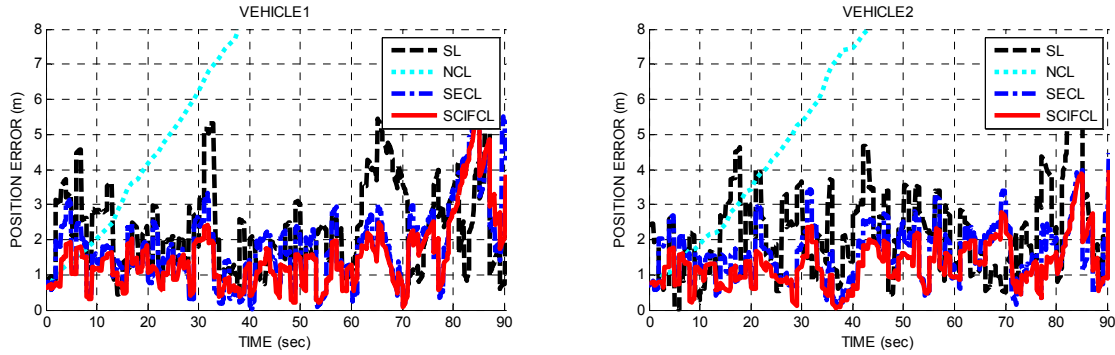 VEHICLE1
8
7
6
5
4
3
2
1
0
POSITION ERROR (m)
0 10 20 30 40 50 60 70 80 90
TIME (sec)
SL
NCL
SECL
SCIFCL
VEHICLE2
8
7
6
5
4
3
2
1
0
POSITION ERROR (m)
0 10 20 30 40 50 60 70 80 90
TIME (sec)
SL
NCL
SECL
SCIFCL